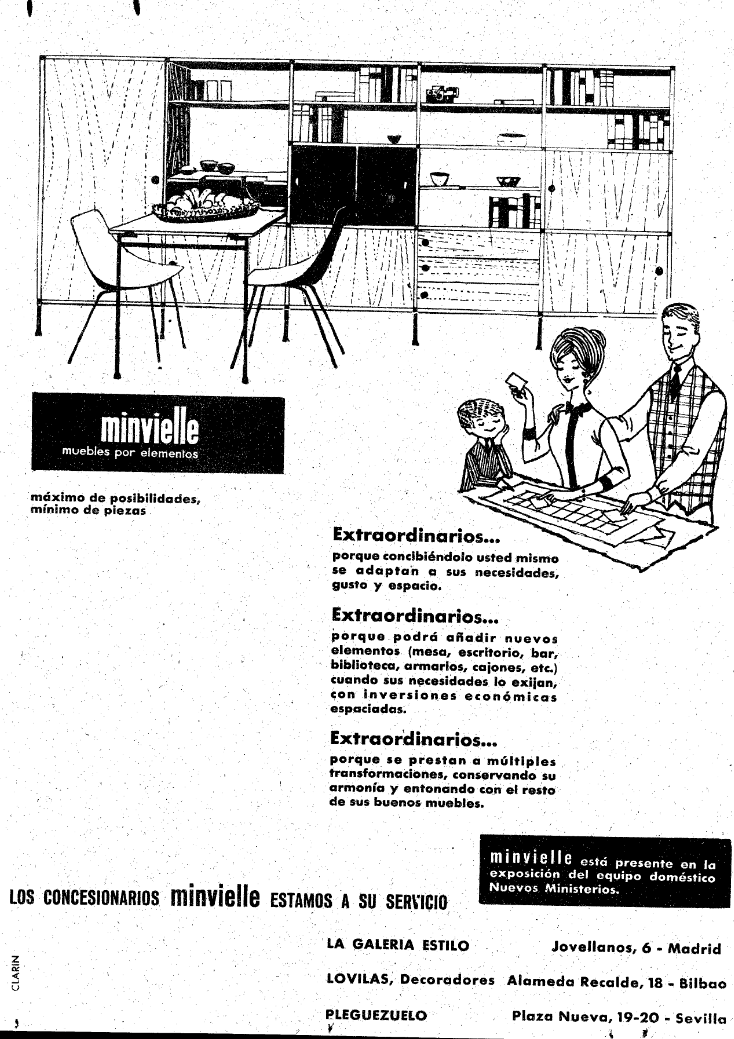 minvielle
muebles por elementos
máximo de posibilidades,
mínimo de piezas
Extraordinarios...
porque concibiéndolo usted mismo
se adaptan a sus necesidades,
gusto y espacio.
Extraordinarios...
porque podrá añadir nuevos
elementos (mesa, escritorio, bar,
biblioteca, armarios, cajones, etc.)
cuando sus necesidades lo exijan,
con inversiones económicas
espaciadas.
Extraordinarios...
porque se prestan a múltiples
transformaciones, conservando su
armonía y entonando con el resto
de sus buenos muebles.
minvielle está presente en la
exposición del equipo doméstico
Nuevos Ministerios.
LOS CONCESIONARIOS minvielle ESTAMOS A SU SERVICIO
LA GALERIA ESTILO Jovellanos, 6 - Madrid
LOVILAS, Decoradores Alameda Recalde, 18 - Bilbao
PLEGUEZUELO Plaza Nueva, 19-20 - Sevilla
CLARIN